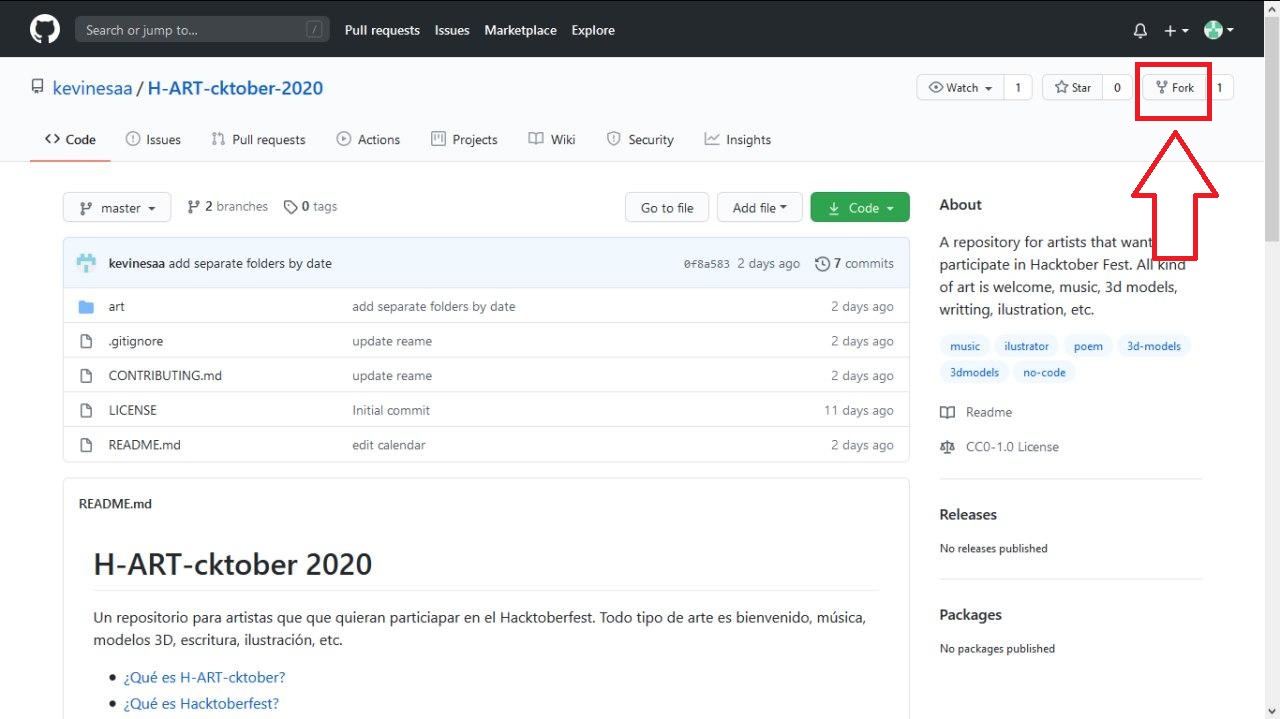 Search or jump to... /
Pull requests Issues Marketplace Explore
kevinesaa / H-ART-cktober-2020
Watch 1 Star 0 Fork 1
Code Issues Pull requests Actions Projects Wiki Security Insights
master 2 branches 0 tags Go to file Add file Code
kevinesaa add separate folders by date 0f8a583 2 days ago 7 commits
art add separate folders by date 2 days ago
.gitignore update reame 2 days ago
CONTRIBUTING.md update reame 2 days ago
LICENSE Initial commit 11 days ago
README.md edit calendar 2 days ago
README.md
H-ART-cktober 2020
Un repositorio para artistas que que quieran particiapar en el Hacktoberfest. Todo tipo de arte es bienvenido, música,
modelos 3D, escritura, ilustración, etc.
¿Qué es H-ART-cktober?
¿Qué es Hacktoberfest?
About
A repository for artists that want
participate in Hacktober Fest. All kind
of art is welcome, music, 3d models,
writting, ilustration, etc.
music ilustrator poem 3d-models
3dmodels no-code
Readme
CC0-1.0 License
Releases
No releases published
Packages
No packages published